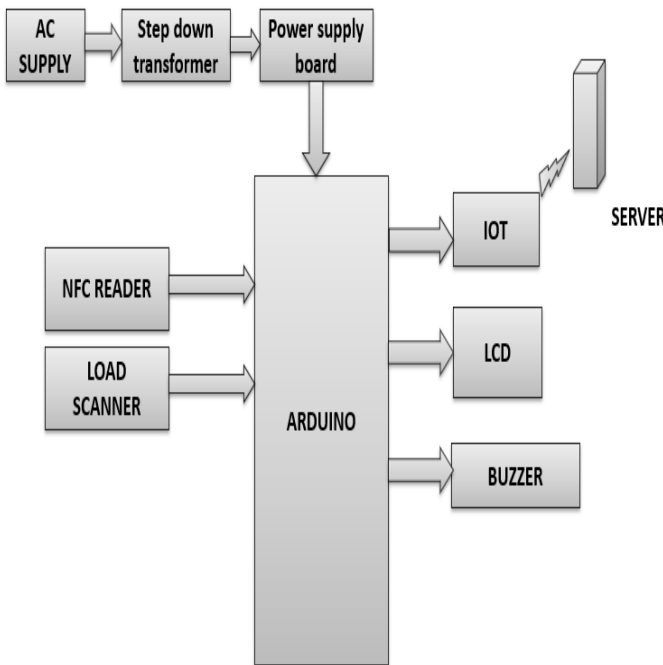 AC
SUPPLY
Step down
transformer
Power supply
board
IOT
SERVER
NFC READER
LOAD
SCANNER
LCD
ARDUINO
BUZZER